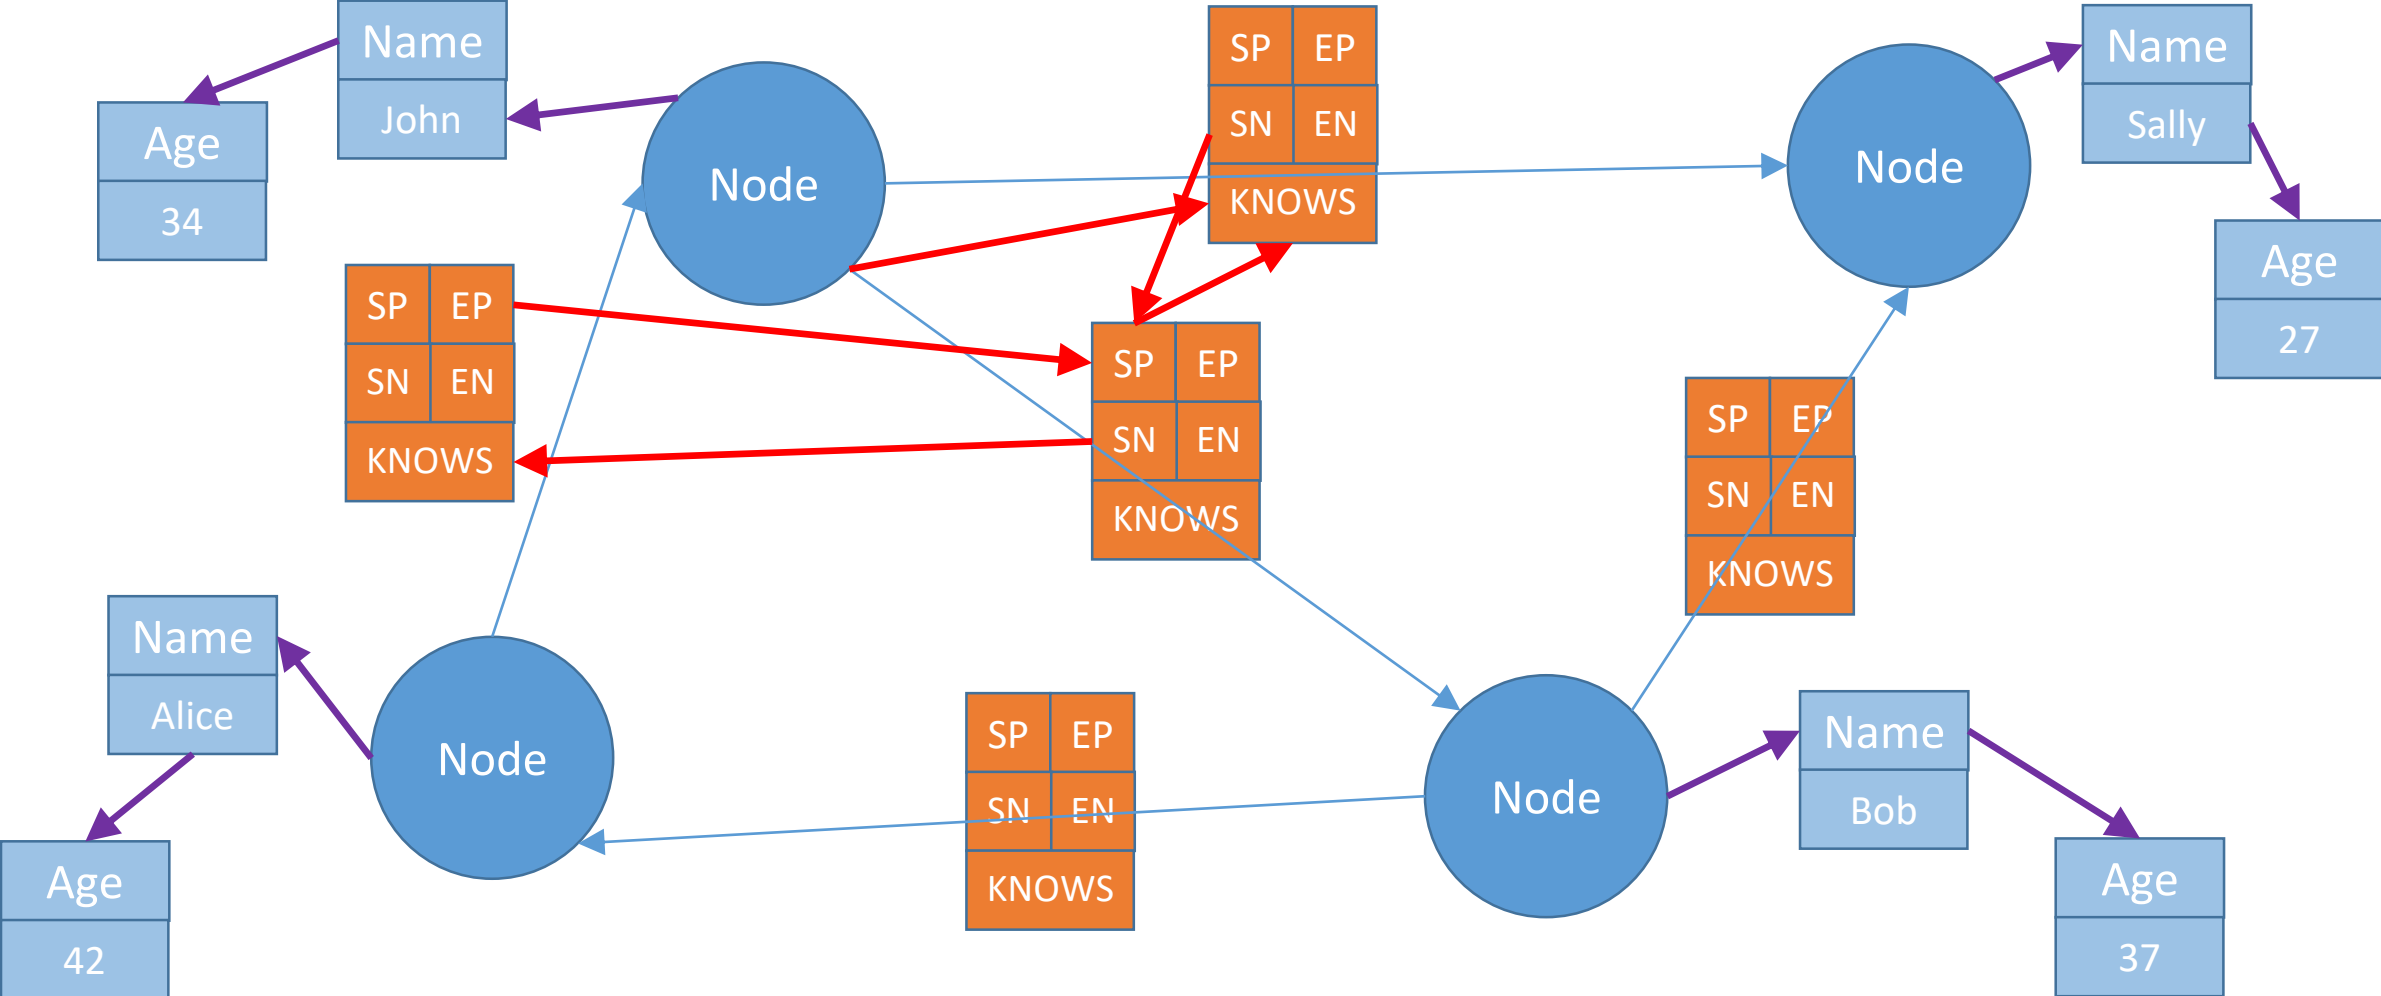 Name
John
Age
34
Node
SP EP
SN EN
KNOWS
Node
Name
Sally
Age
27
SP EP
SN EN
KNOWS
SP EP
SN EN
KNOWS
SP EP
SN EN
KNOWS
Name
Alice
Age
42
Node
SP EP
SN EN
KNOWS
Node
Name
Bob
Age
37